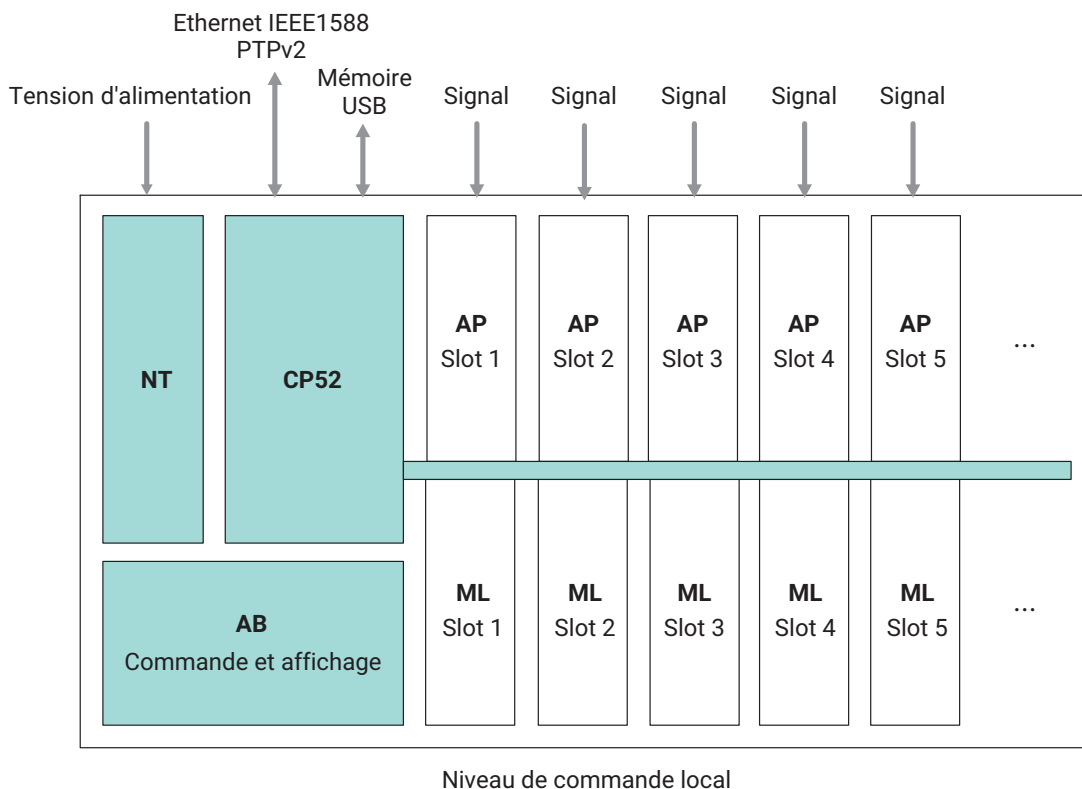 Ethernet IEEE1588
PTPv2
Mémoire
USB
Tension d'alimentation
Signal
Signal
Signal
Signal
Signal
NT
CP52
AP
Slot 1
AP
Slot 2
AP
Slot 3
AP
Slot 4
AP
Slot 5
...
AB
Commande et affichage
ML
Slot 1
ML
Slot 2
ML
Slot 3
ML
Slot 4
ML
Slot 5
...
Niveau de commande local